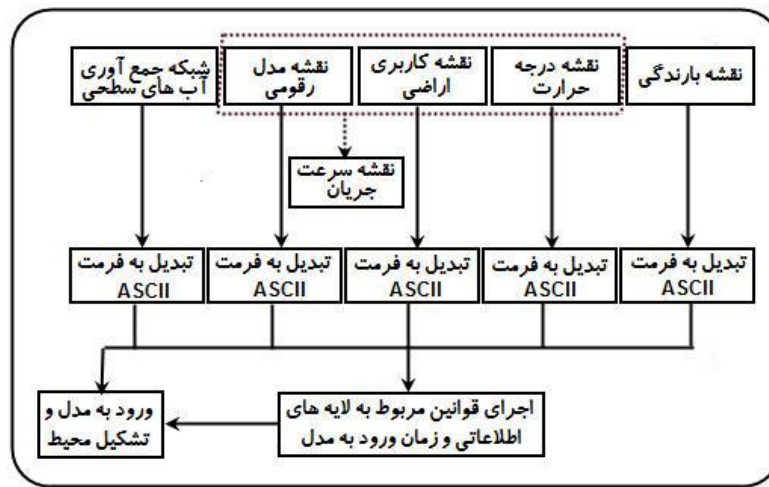 نقشه بارندگی
نقشه درجه
حرارت
نقشه کاربری
اراضی
نقشه مدل
رقومی
شبکه جمع آوری
آب های سطحی
نقشه سرعت
جریان
تبدیل به فرمت
ASCII
تبدیل به فرمت
ASCII
تبدیل به فرمت
ASCII
تبدیل به فرمت
ASCII
تبدیل به فرمت
ASCII
اجرای قوانین مربوط به لایه های
اطلاعاتی و زمان ورود به مدل
ورود به مدل و
تشکیل محیط